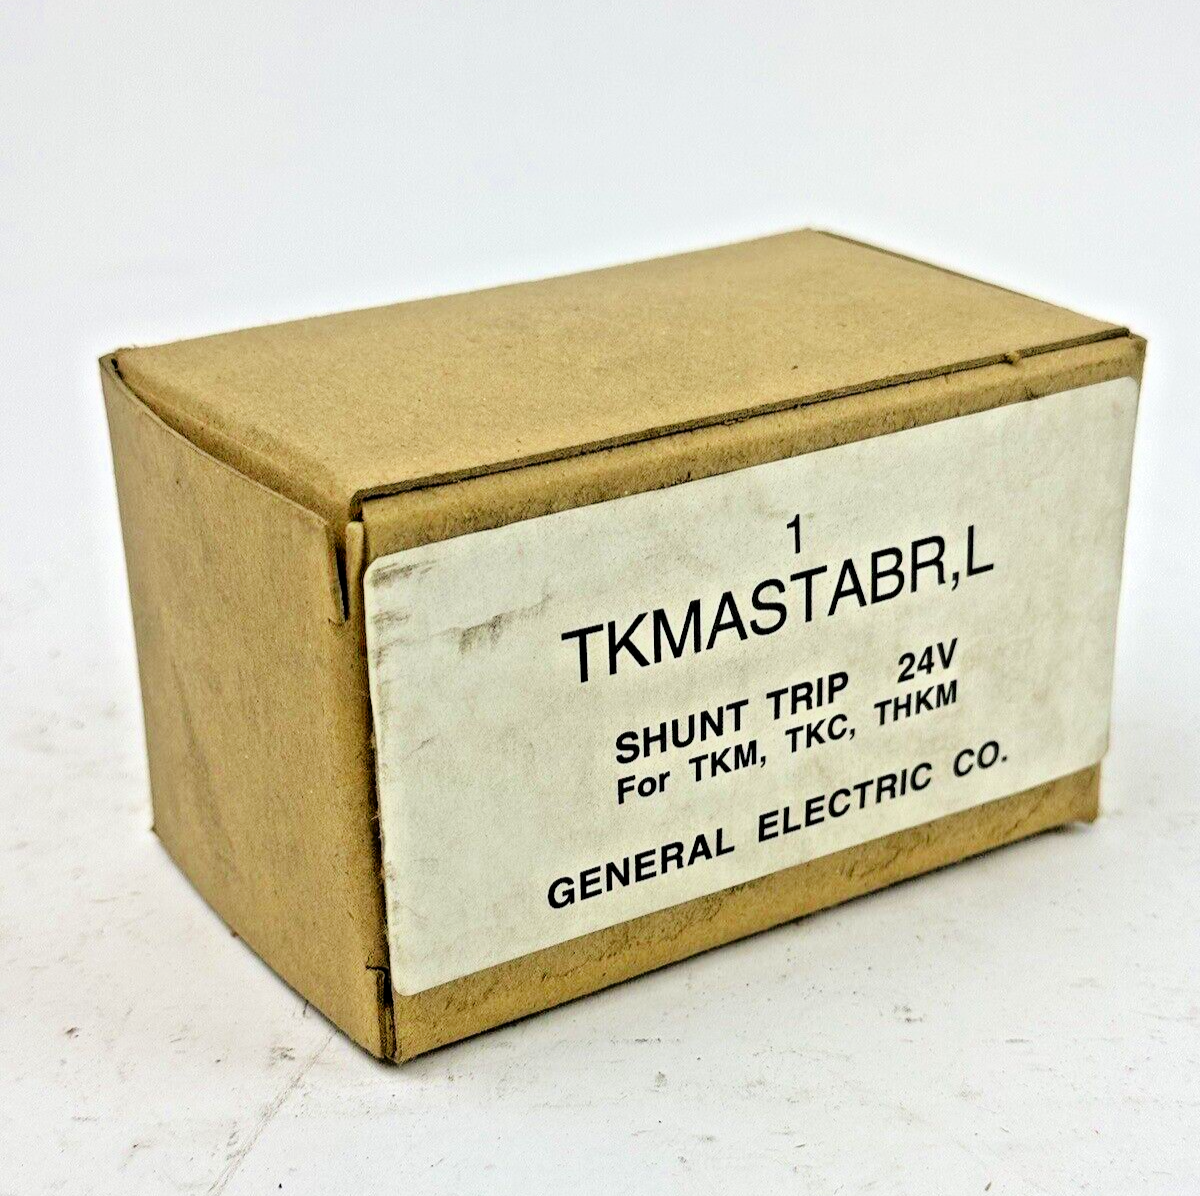 1
TKMASTABR,L
SHUNT TRIP 24V
For TKM, TKC, THKM
GENERAL ELECTRIC CO.